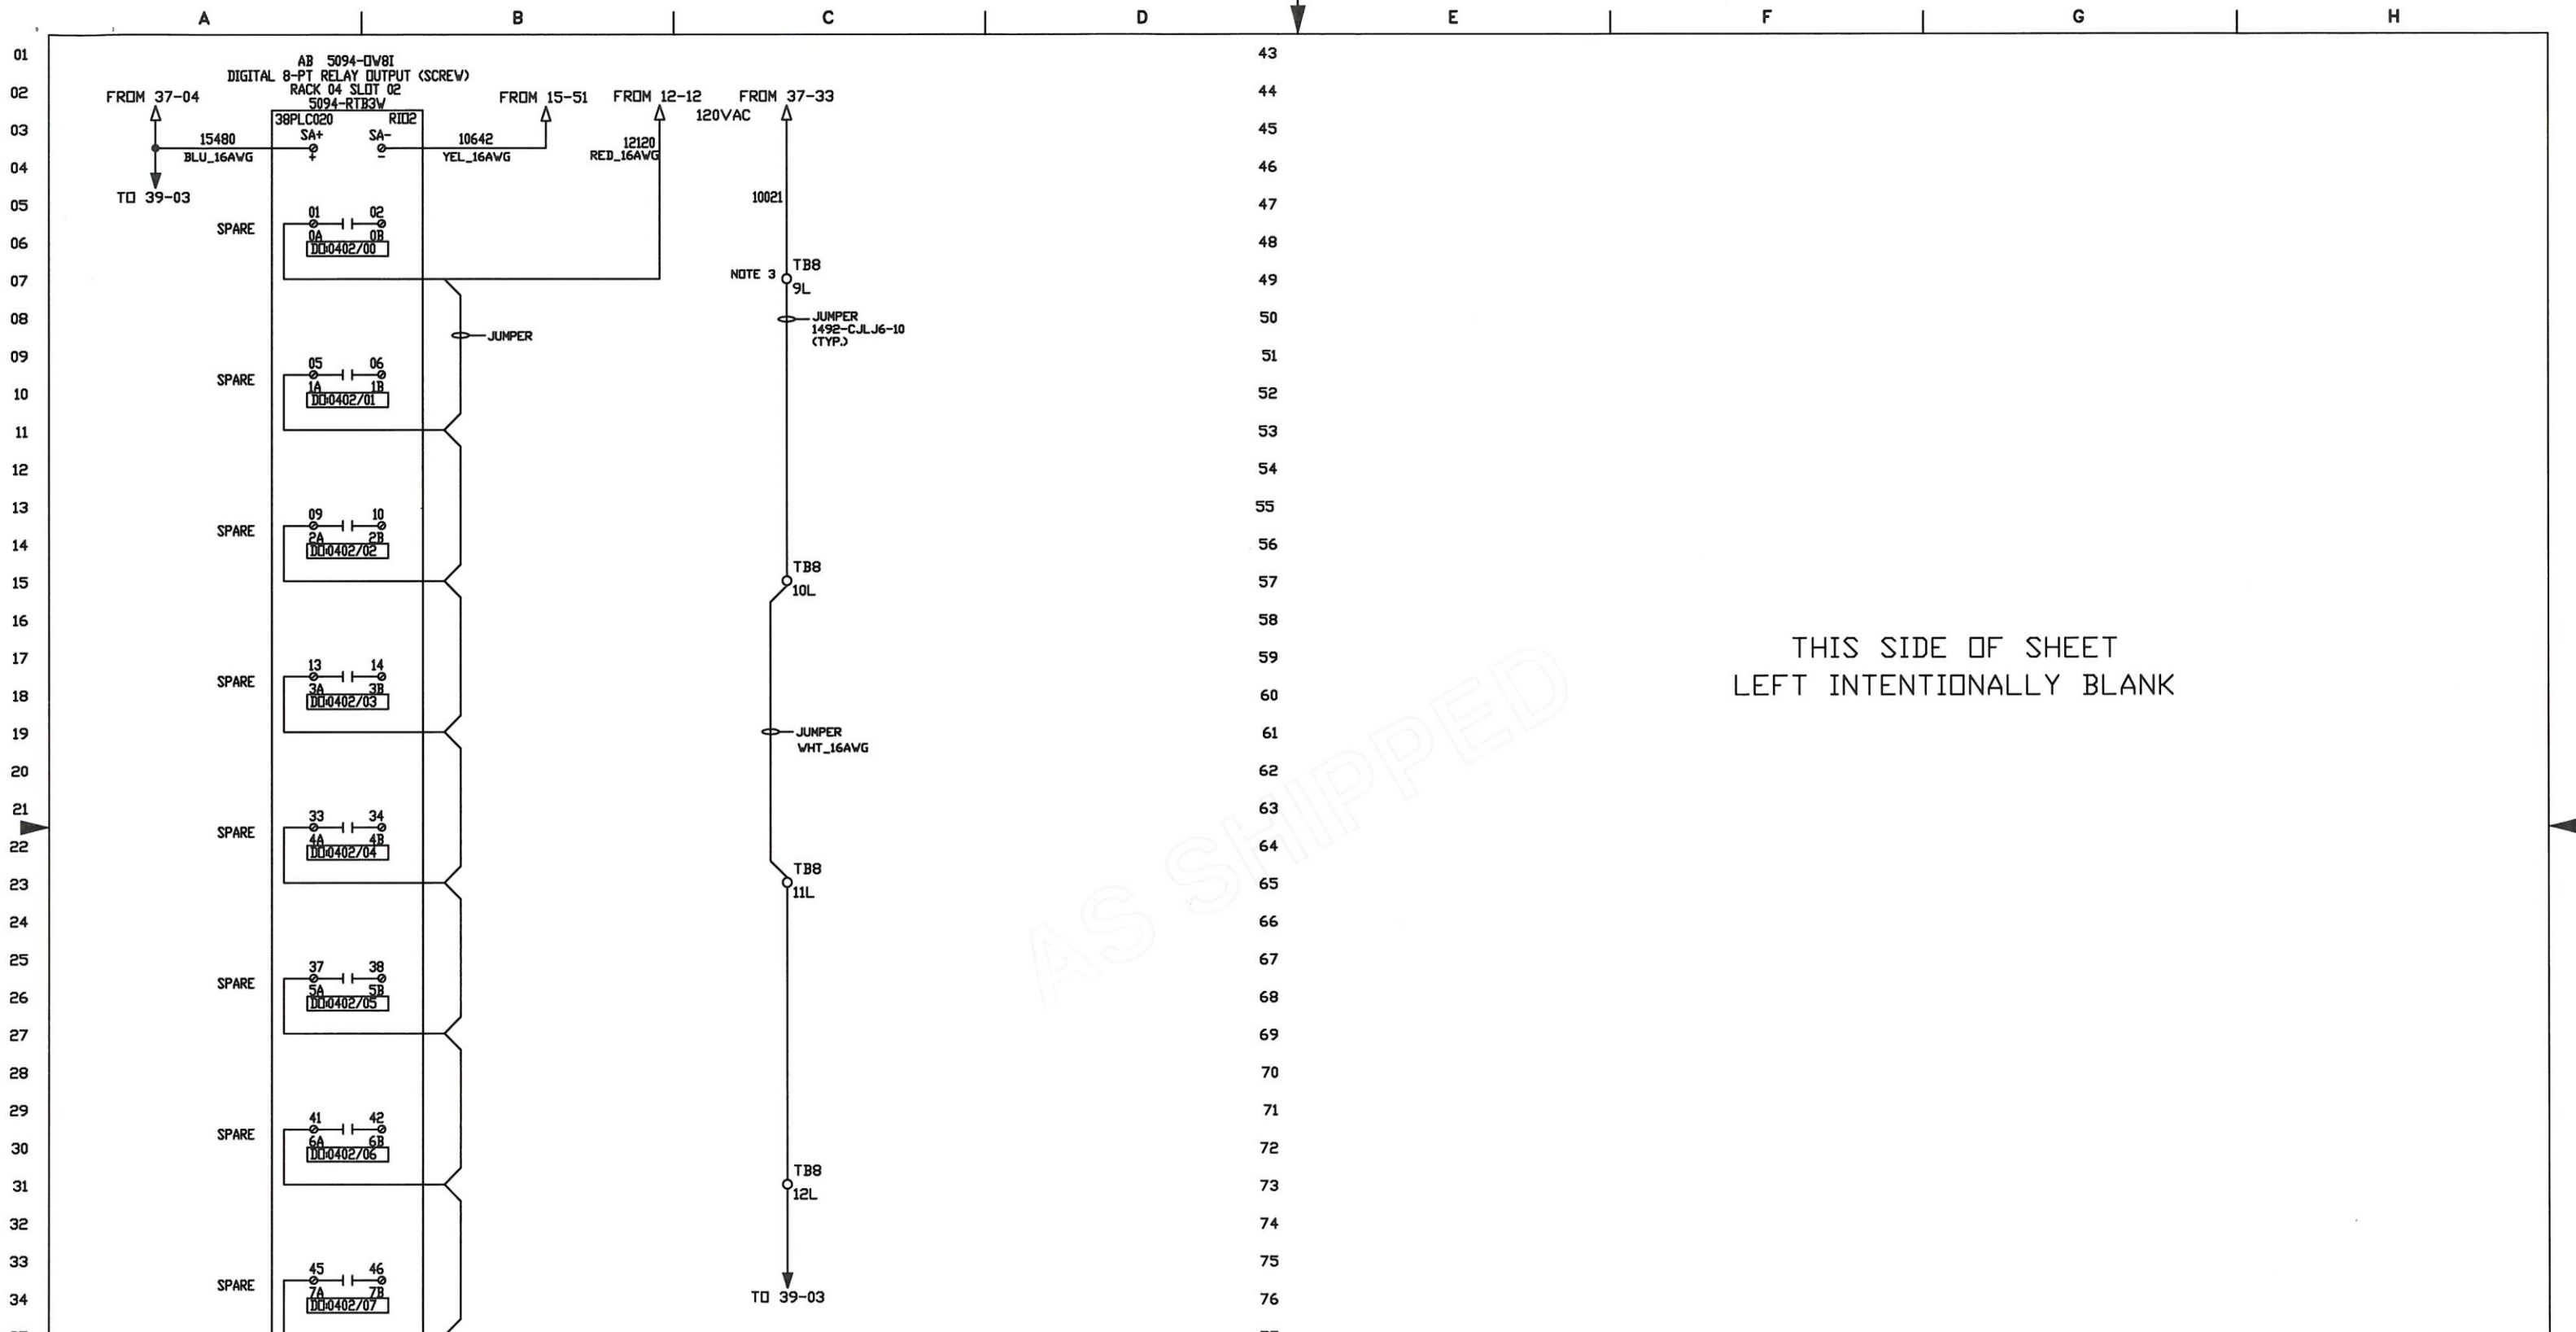 A B C D E F G H
01
02
03
04
05
06
07
08
09
10
11
12
13
14
15
16
17
18
19
20
21
22
23
24
25
26
27
28
29
30
31
32
33
34
AB 5094-OW8I
DIGITAL 8-PT RELAY OUTPUT (SCREW)
RACK 04 SLOT 02
5094-RTB3W
FROM 37-04
FROM 15-51
FROM 12-12
FROM 37-33
120VAC
38PLC020 RIO2
SA+ SA-
+ -
15480
BLU_16AWG
10642
YEL_16AWG
12120
RED_16AWG
TO 39-03
10021
SPARE
01 02
0A 0B
DO:0402/00
NOTE 3
TB8
9L
JUMPER
JUMPER
1492-CJLJ6-10
(TYP.)
SPARE
05 06
1A 1B
DO:0402/01
SPARE
09 10
2A 2B
DO:0402/02
TB8
10L
SPARE
13 14
3A 3B
DO:0402/03
JUMPER
WHT_16AWG
SPARE
33 34
4A 4B
DO:0402/04
TB8
11L
SPARE
37 38
5A 5B
DO:0402/05
SPARE
41 42
6A 6B
DO:0402/06
TB8
12L
SPARE
45 46
7A 7B
DO:0402/07
TO 39-03
43
44
45
46
47
48
49
50
51
52
53
54
55
56
57
58
59
60
61
62
63
64
65
66
67
68
69
70
71
72
73
74
75
76
THIS SIDE OF SHEET
LEFT INTENTIONALLY BLANK
AS SHIPPED